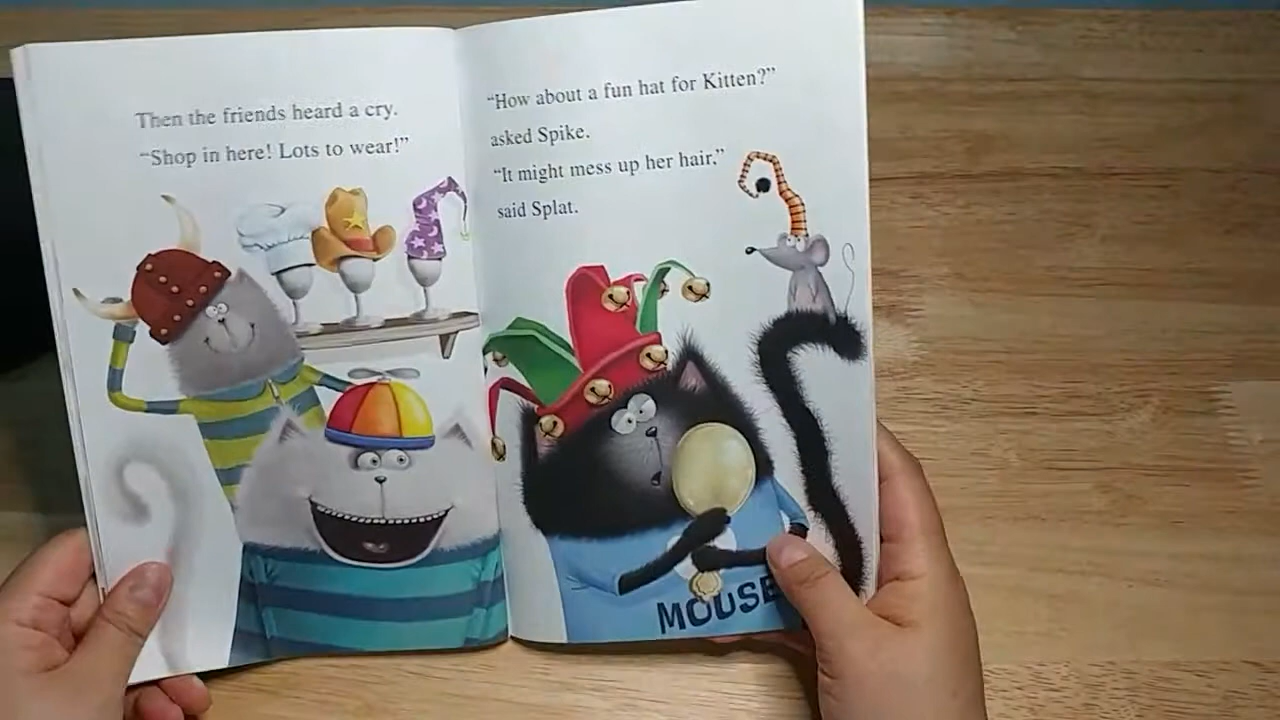 Then the friends heard a cry.
“Shop in here! Lots to wear!”
“How about a fun hat for Kitten?”
asked Spike.
“It might mess up her hair,”
said Splat.
MOUSE